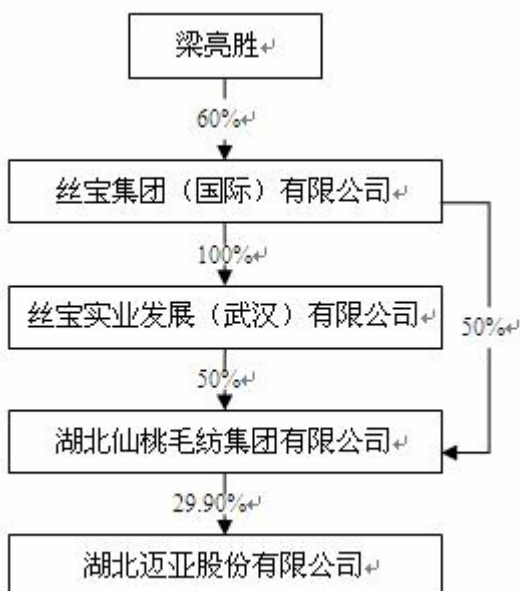 梁亮胜↵
60%↵
丝宝集团（国际）有限公司↵
100%↵
丝宝实业发展（武汉）有限公司↵
50%↵
50%↵
湖北仙桃毛纺集团有限公司↵
29.90%↵
湖北迈亚股份有限公司↵